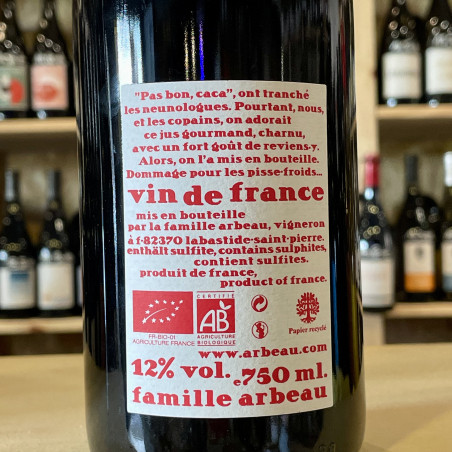 "Pas bon, caca", ont tranché
les neunologues. Pourtant, nous,
et les copains, on adorait
ce jus gourmand, charnu,
avec un fort goût de reviens-y.
Alors, on l'a mis en bouteille.
Dommage pour les pisse-froids...
vin de france
mis en bouteille
par la famille arbeau, vigneron
à f-82370 labastide-saint-pierre.
enthält sulfite, contains sulphites,
contient sulfites.
produit de france,
product of france.
FR-BIO-01
AGRICULTURE FRANCE
CERTIFIÉ
AB
AGRICULTURE
BIOLOGIQUE
Papier recyclé
www.arbeau.com
12% vol. e750 ml.
famille arbeau